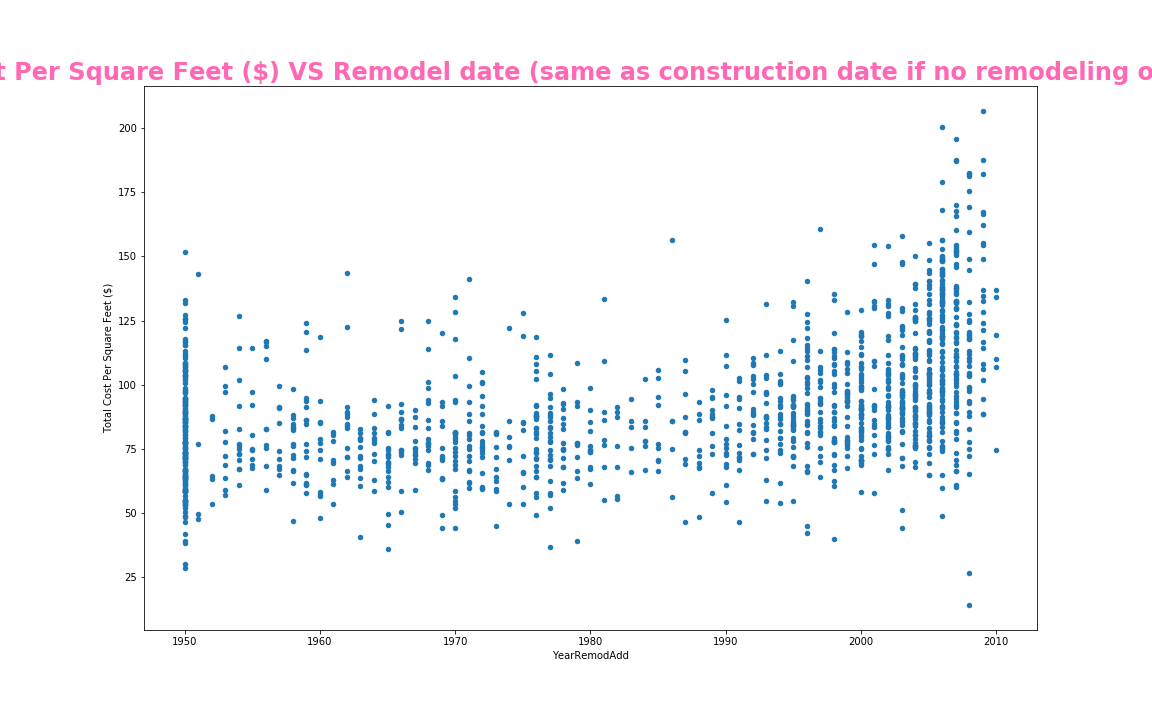 t Per Square Feet ($) VS Remodel date (same as construction date if no remodeling o
200
175
150
125
100
75
50
25
Total Cost Per Square Feet ($)
1950 1960 1970 1980 1990 2000 2010
YearRemodAdd